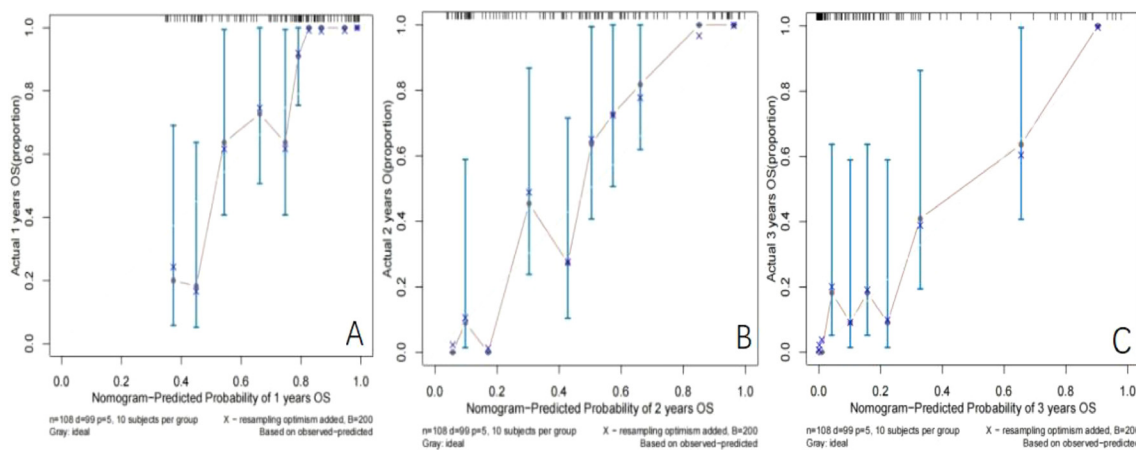 Actual 1 years OS(proportion)
1.0
0.8
0.6
0.4
0.2
0.0
A
0.0 0.2 0.4 0.6 0.8 1.0
Nomogram-Predicted Probability of 1 years OS
n=108 d=99 p=5, 10 subjects per group
Gray: ideal
X - resampling optimism added, B=200
Based on observed-predicted
Actual 2 years O(proportion)
1.0
0.8
0.6
0.4
0.2
0.0
B
0.0 0.2 0.4 0.6 0.8 1.0
Nomogram-Predicted Probability of 2 years OS
n=108 d=99 p=5, 10 subjects per group
Gray: ideal
X - resampling optimism added, B=200
Based on observed-predicted
Actual 3 years OS(proportion)
1.0
0.8
0.6
0.4
0.2
0.0
C
0.0 0.2 0.4 0.6 0.8 1.0
Nomogram-Predicted Probability of 3 years OS
n=108 d=99 p=5, 10 subjects per group
Gray: ideal
X - resampling optimism added, B=200
Based on observed-predicted